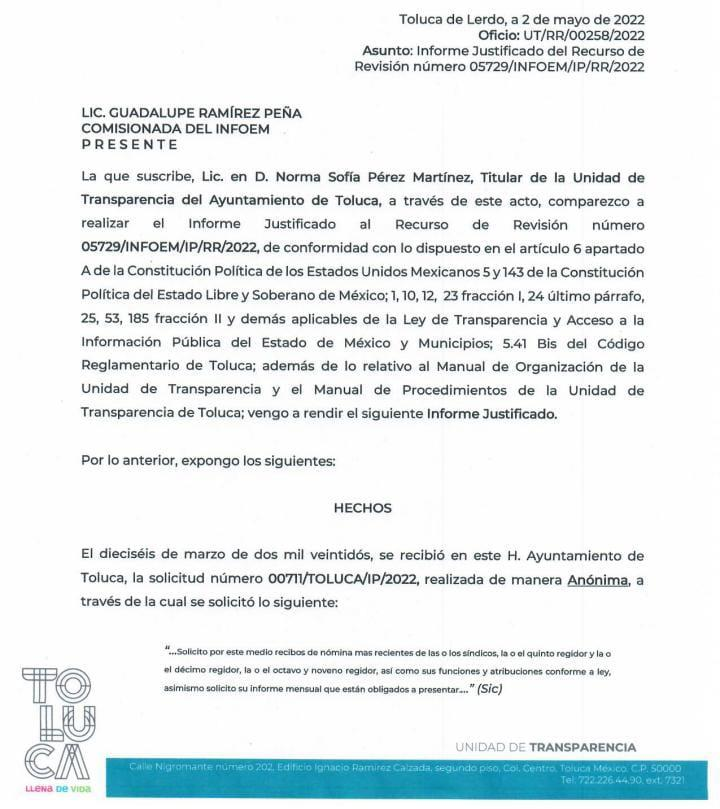 Toluca de Lerdo, a 2 de mayo de 2022
Oficio: UT/RR/00258/2022
Asunto: Informe Justificado del Recurso de
Revisión número 05729/INFOEM/IP/RR/2022
LIC. GUADALUPE RAMÍREZ PEÑA
COMISIONADA DEL INFOEM
P R E S E N T E
La que suscribe, Lic. en D. Norma Sofía Pérez Martínez, Titular de la Unidad de
Transparencia del Ayuntamiento de Toluca, a través de este acto, comparezco a
realizar el Informe Justificado al Recurso de Revisión número
05729/INFOEM/IP/RR/2022, de conformidad con lo dispuesto en el artículo 6 apartado
A de la Constitución Política de los Estados Unidos Mexicanos 5 y 143 de la Constitución
Política del Estado Libre y Soberano de México; 1, 10, 12, 23 fracción I, 24 último párrafo,
25, 53, 185 fracción II y demás aplicables de la Ley de Transparencia y Acceso a la
Información Pública del Estado de México y Municipios; 5.41 Bis del Código
Reglamentario de Toluca; además de lo relativo al Manual de Organización de la
Unidad de Transparencia y el Manual de Procedimientos de la Unidad de
Transparencia de Toluca; vengo a rendir el siguiente Informe Justificado.
Por lo anterior, expongo los siguientes:
HECHOS
El dieciséis de marzo de dos mil veintidós, se recibió en este H. Ayuntamiento de
Toluca, la solicitud número 00711/TOLUCA/IP/2022, realizada de manera Anónima, a
través de la cual se solicitó lo siguiente:
“...Solicito por este medio recibos de nómina mas recientes de las o los síndicos, la o el quinto regidor y la o
el décimo regidor, la o el octavo y noveno regidor, así como sus funciones y atribuciones conforme a ley,
asimismo solicito su informe mensual que están obligados a presentar....” (Sic)
TOLUCA
LLENA DE VIDA
UNIDAD DE TRANSPARENCIA
Calle Nigromante número 202, Edificio Ignacio Ramírez Calzada, segundo piso, Col. Centro, Toluca México. C.P. 50000
Tel: 722.226.44.90, ext. 7321